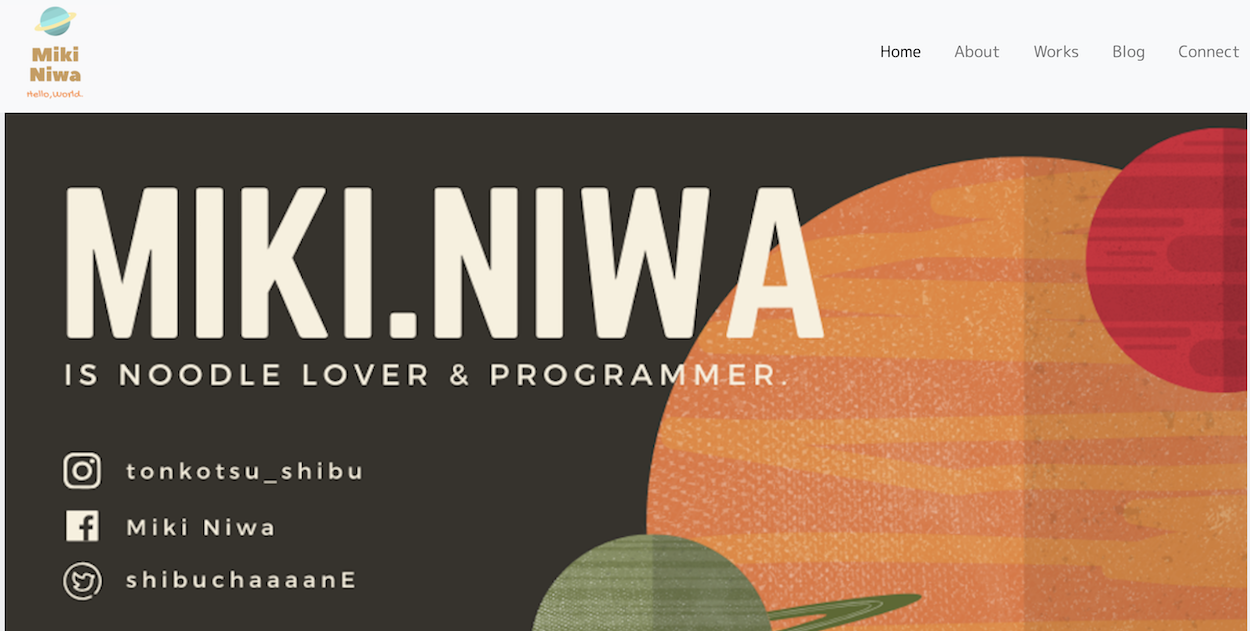 Miki
Niwa
Hello,World.
Home About Works Blog Connect
MIKI.NIWA
IS NOODLE LOVER & PROGRAMMER.
tonkotsu_shibu
Miki Niwa
shibuchaaaanE